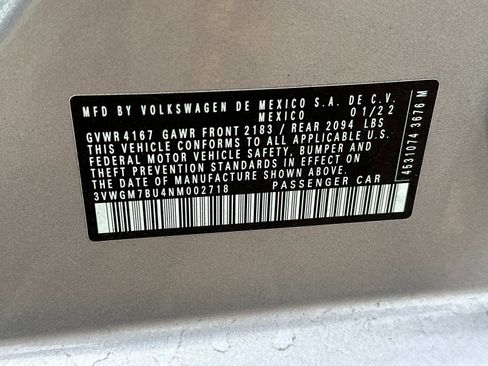 MFD BY VOLKSWAGEN DE MEXICO S.A. DE C.V.
MEXICO 01/22
GVWR4167 GAWR FRONT 2183 / REAR 2094 LBS
THIS VEHICLE CONFORMS TO ALL APPLICABLE U.S.
FEDERAL MOTOR VEHICLE SAFETY, BUMPER AND
THEFT PREVENTION STANDARDS IN EFFECT ON THE
DATE OF MANUFACTURE SHOWN ABOVE.
3VWGM7BU4NM002718 PASSENGER CAR
4531074 3676 M